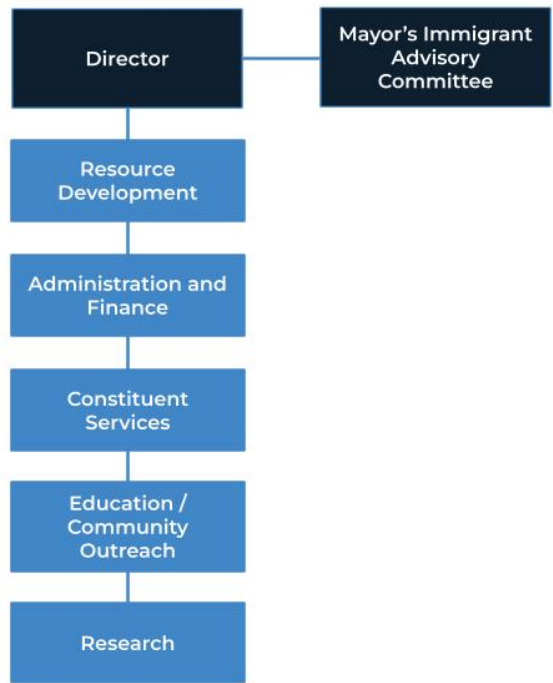 Director
Mayor’s Immigrant
Advisory
Committee
Resource
Development
Administration and
Finance
Constituent
Services
Education /
Community
Outreach
Research